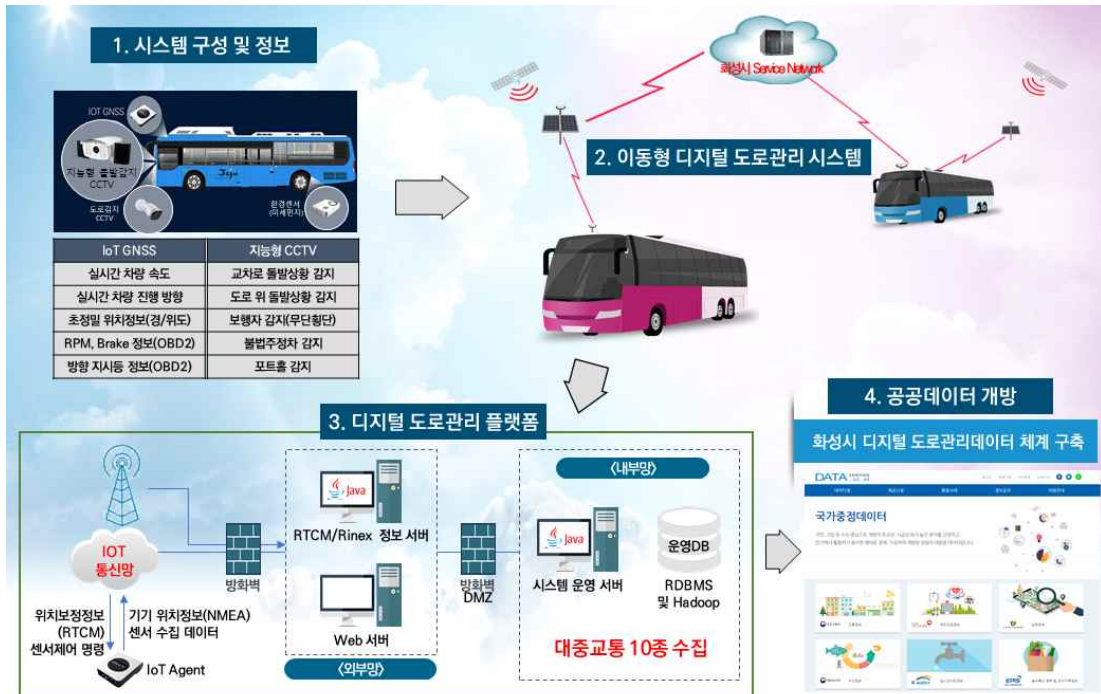 1. 시스템 구성 및 정보
IOT GNSS
지능형 돌발감지
CCTV
도로감지
CCTV
환경센서
(미세먼지)
IoT GNSS 지능형 CCTV
실시간 차량 속도 교차로 돌발상황 감지
실시간 차량 진행 방향 도로 위 돌발상황 감지
초정밀 위치정보(경/위도) 보행자 감지(무단횡단)
RPM, Brake 정보(OBD2) 불법주정차 감지
방향 지시등 정보(OBD2) 포트홀 감지
화성시 Service Network
2. 이동형 디지털 도로관리 시스템
3. 디지털 도로관리 플랫폼
IOT
통신망
위치보정정보
(RTCM)
센서제어 명령
기기 위치정보(NMEA)
센서 수집 데이터
IoT Agent
방화벽
Java
RTCM/Rinex 정보 서버
Web 서버
〈외부망〉
방화벽
DMZ
〈내부망〉
Java
시스템 운영 서버
운영DB
RDBMS
및 Hadoop
대중교통 10종 수집
4. 공공데이터 개방
화성시 디지털 도로관리데이터 체계 구축
DATA
국가중점데이터